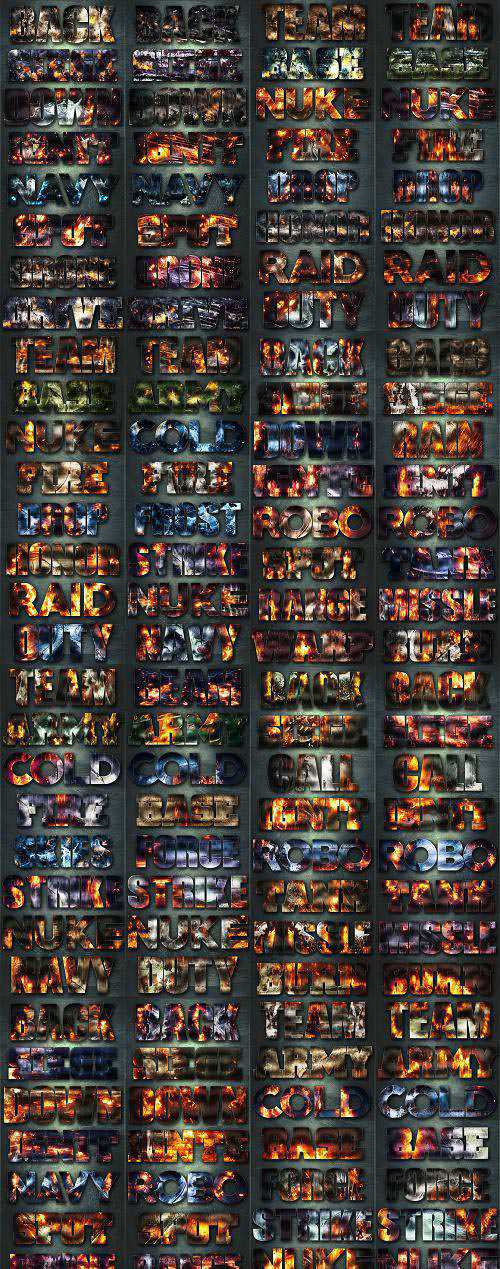 BACK BACK TEAM TEAM
SIEGE SIEGE BASE BASE
DOWN DOWN NUKE NUKE
IGNIT IGNIT FIRE FIRE
NAVY NAVY DROP DROP
SPOT SPOT HONOR HONOR
DRONE DRONE RAID RAID
DUTY DUTY
TEAM TEAM BACK BACK
BASE ARMY SIEGE SIEGE
NUKE COLD DOWN RAIN
FIRE FIRE IGNIT IGNIT
DROP FROST ROBO ROBO
HONOR STRIKE SPOT TANK
RAID NUKE RANGE MISSLE
DUTY NAVY WARP BURN
TEAM BEAM BACK BACK
ARMY ARMY SIEGE SIEGE
COLD COLD CALL CALL
FIRE BASE IGNIT IGNIT
SKIES FORCE ROBO ROBO
STRIKE STRIKE TANK TANK
NUKE NUKE MISSLE MISSLE
NAVY DUTY BURN BURN
BACK BACK TEAM TEAM
SIEGE SIEGE ARMY ARMY
DOWN DOWN COLD COLD
IGNIT IGNIT BASE BASE
NAVY ROBO FORCE FORCE
SPOT SPOT STRIKE STRIKE
NUKE NUKE